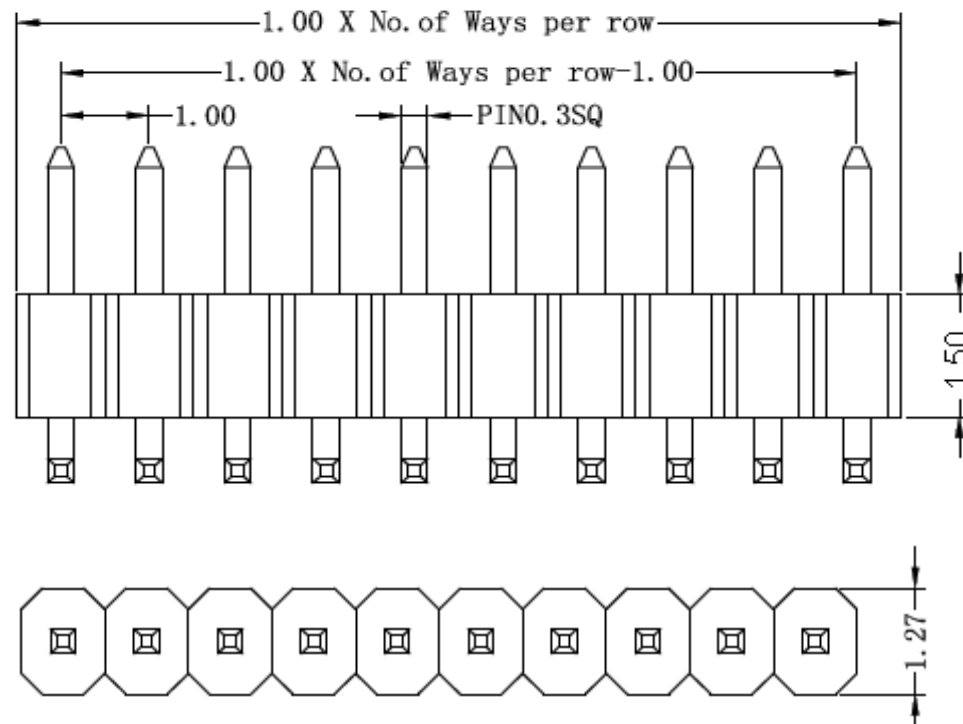 1.00 X No.of Ways per row
1.00 X No.of Ways per row-1.00
1.00
PIN0.3SQ
1.50
1.27